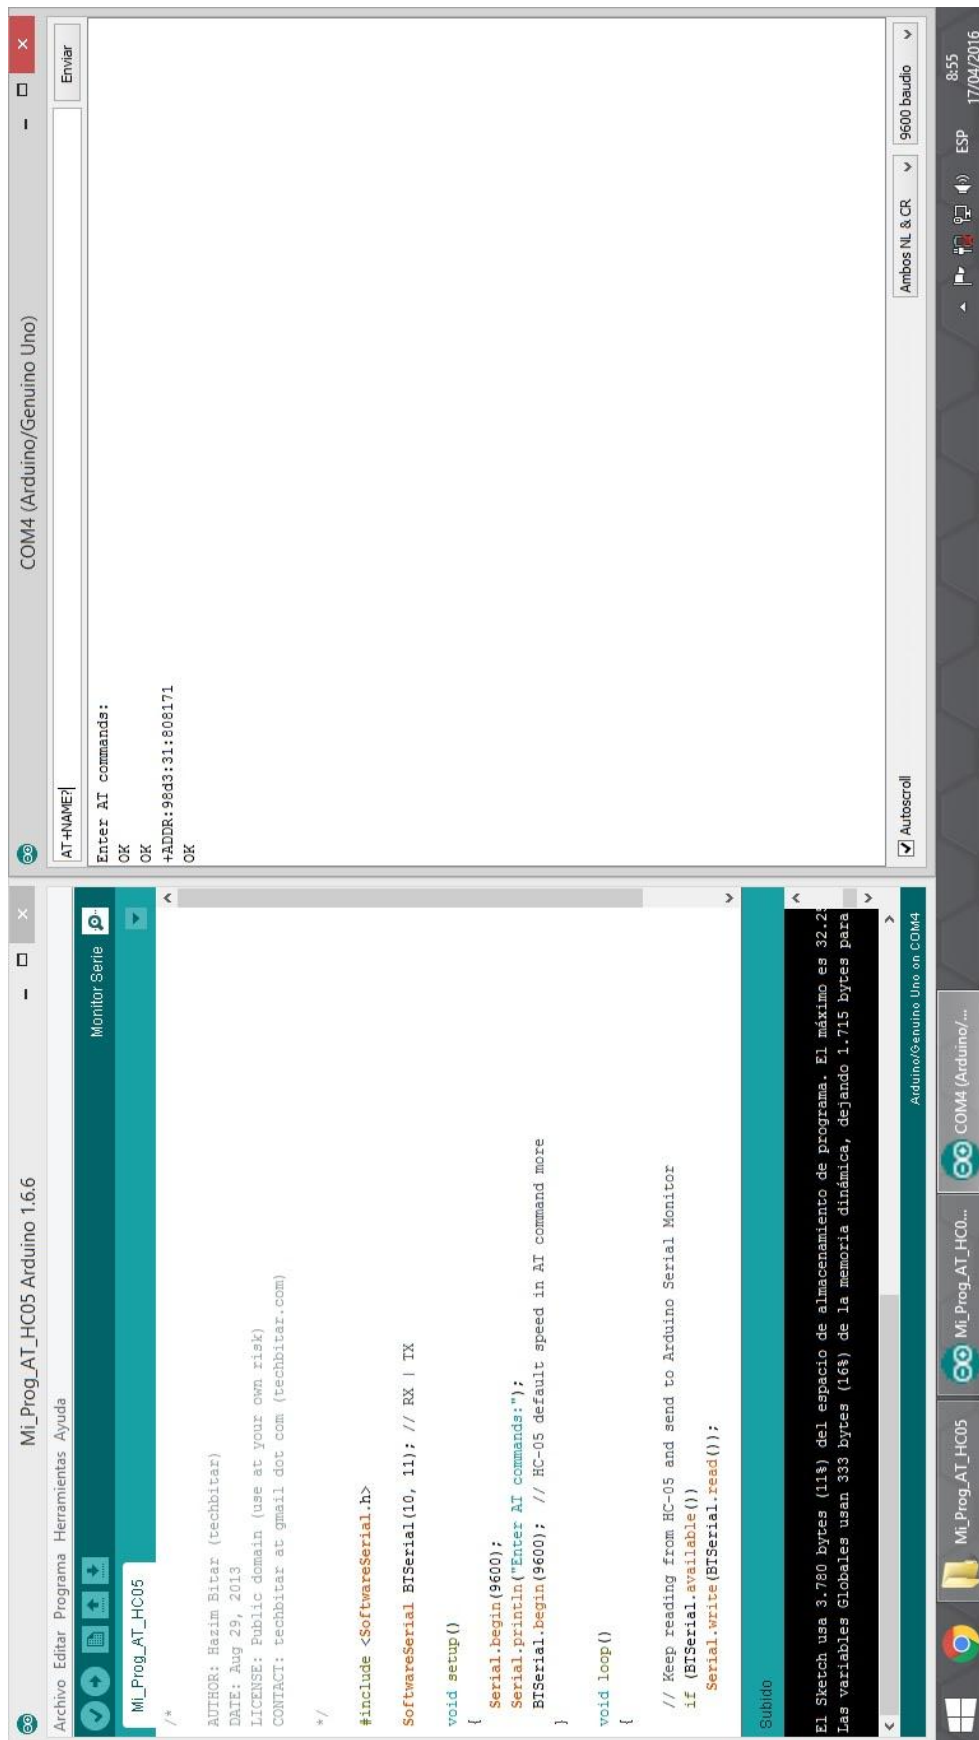 Mi_Prog_AT_HC05 Arduino 1.6.6
Archivo Editar Programa Herramientas Ayuda
Monitor Serie
Mi_Prog_AT_HC05
/*
AUTHOR: Hazim Bitar (techbitar)
DATE: Aug 29, 2013
LICENSE: Public domain (use at your own risk)
CONTACT: techbitar at gmail dot com (techbitar.com)
*/
#include <SoftwareSerial.h>
SoftwareSerial BTSerial(10, 11); // RX | TX
void setup()
{
Serial.begin(9600);
Serial.println("Enter AT commands:");
BTSerial.begin(9600);  // HC-05 default speed in AT command more
}
void loop()
{
// Keep reading from HC-05 and send to Arduino Serial Monitor
if (BTSerial.available())
Serial.write(BTSerial.read());
Subido
El Sketch usa 3.780 bytes (11%) del espacio de almacenamiento de programa. El máximo es 32.25
Las variables Globales usan 333 bytes (16%) de la memoria dinámica, dejando 1.715 bytes para
Arduino/Genuino Uno on COM4
COM4 (Arduino/Genuino Uno)
AT+NAME?
Enviar
Enter AT commands:
OK
OK
+ADDR:98d3:31:808171
OK
Autoscroll
Ambos NL & CR
9600 baudio
Mi_Prog_AT_HC05
Mi_Prog_AT_HC0...
COM4 (Arduino/...
ESP
8:55
17/04/2016